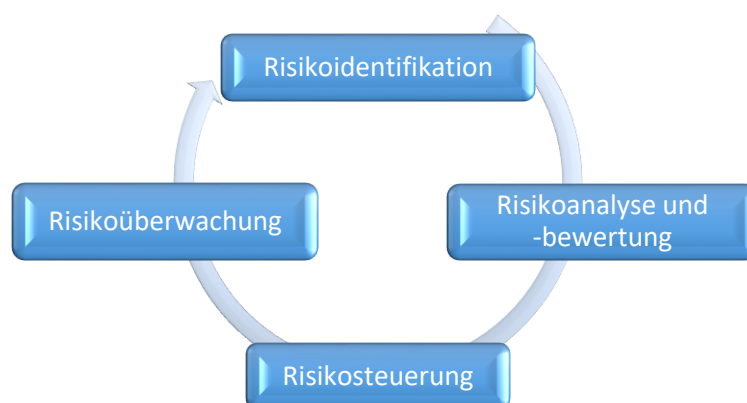 Risikoidentifikation
Risikoanalyse und
-bewertung
Risikosteuerung
Risikoüberwachung